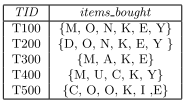 TID items_bought
T100 {M, O, N, K, E, Y}
T200 {D, O, N, K, E, Y }
T300 {M, A, K, E}
T400 {M, U, C, K, Y}
T500 {C, O, O, K, I ,E}